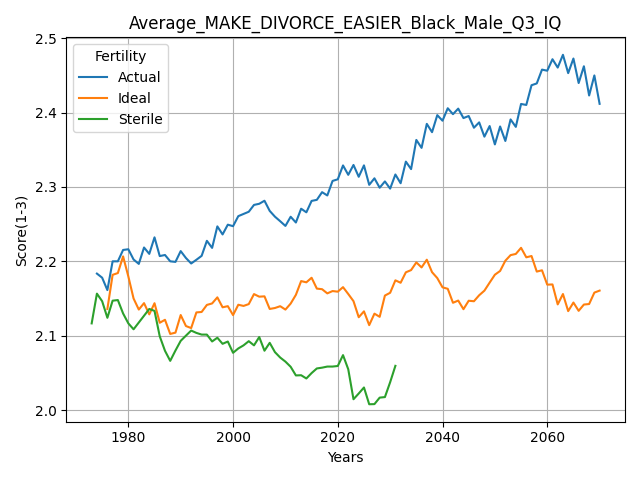 Average_MAKE_DIVORCE_EASIER_Black_Male_Q3_IQ
Fertility
Actual
Ideal
Sterile
Score(1-3)
2.5
2.4
2.3
2.2
2.1
2.0
1980 2000 2020 2040 2060
Years